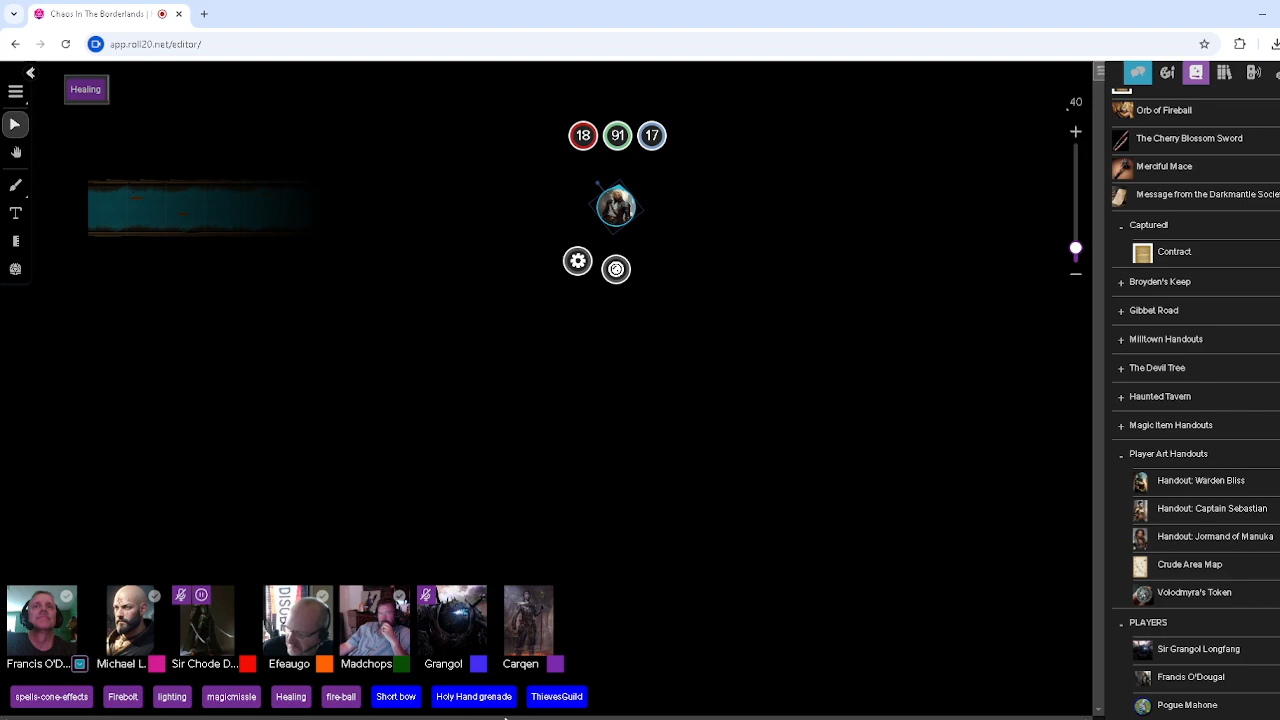 Chaos In The Borderlands |
app.roll20.net/editor/
Healing
18 91 17
40
Orb of Fireball
The Cherry Blossom Sword
Merciful Mace
Message from the Darkmantle Socie
Captured!
Contract
Broyden's Keep
Gibbet Road
Milltown Handouts
The Devil Tree
Haunted Tavern
Magic Item Handouts
Player Art Handouts
Handout: Warden Bliss
Handout: Captain Sebastian
Handout: Jormand of Manuka
Crude Area Map
Volodmyra's Token
PLAYERS
Sir Grangol Longfang
Francis O'Dougal
Pogue Mahone
Francis O'D... Michael L. Sir Chode D... Efeaugo Madchops Grangol Carqen
spells-cone-effects Firebolt lighting magicmissle Healing fire-ball Short bow Holy Hand grenade ThievesGuild